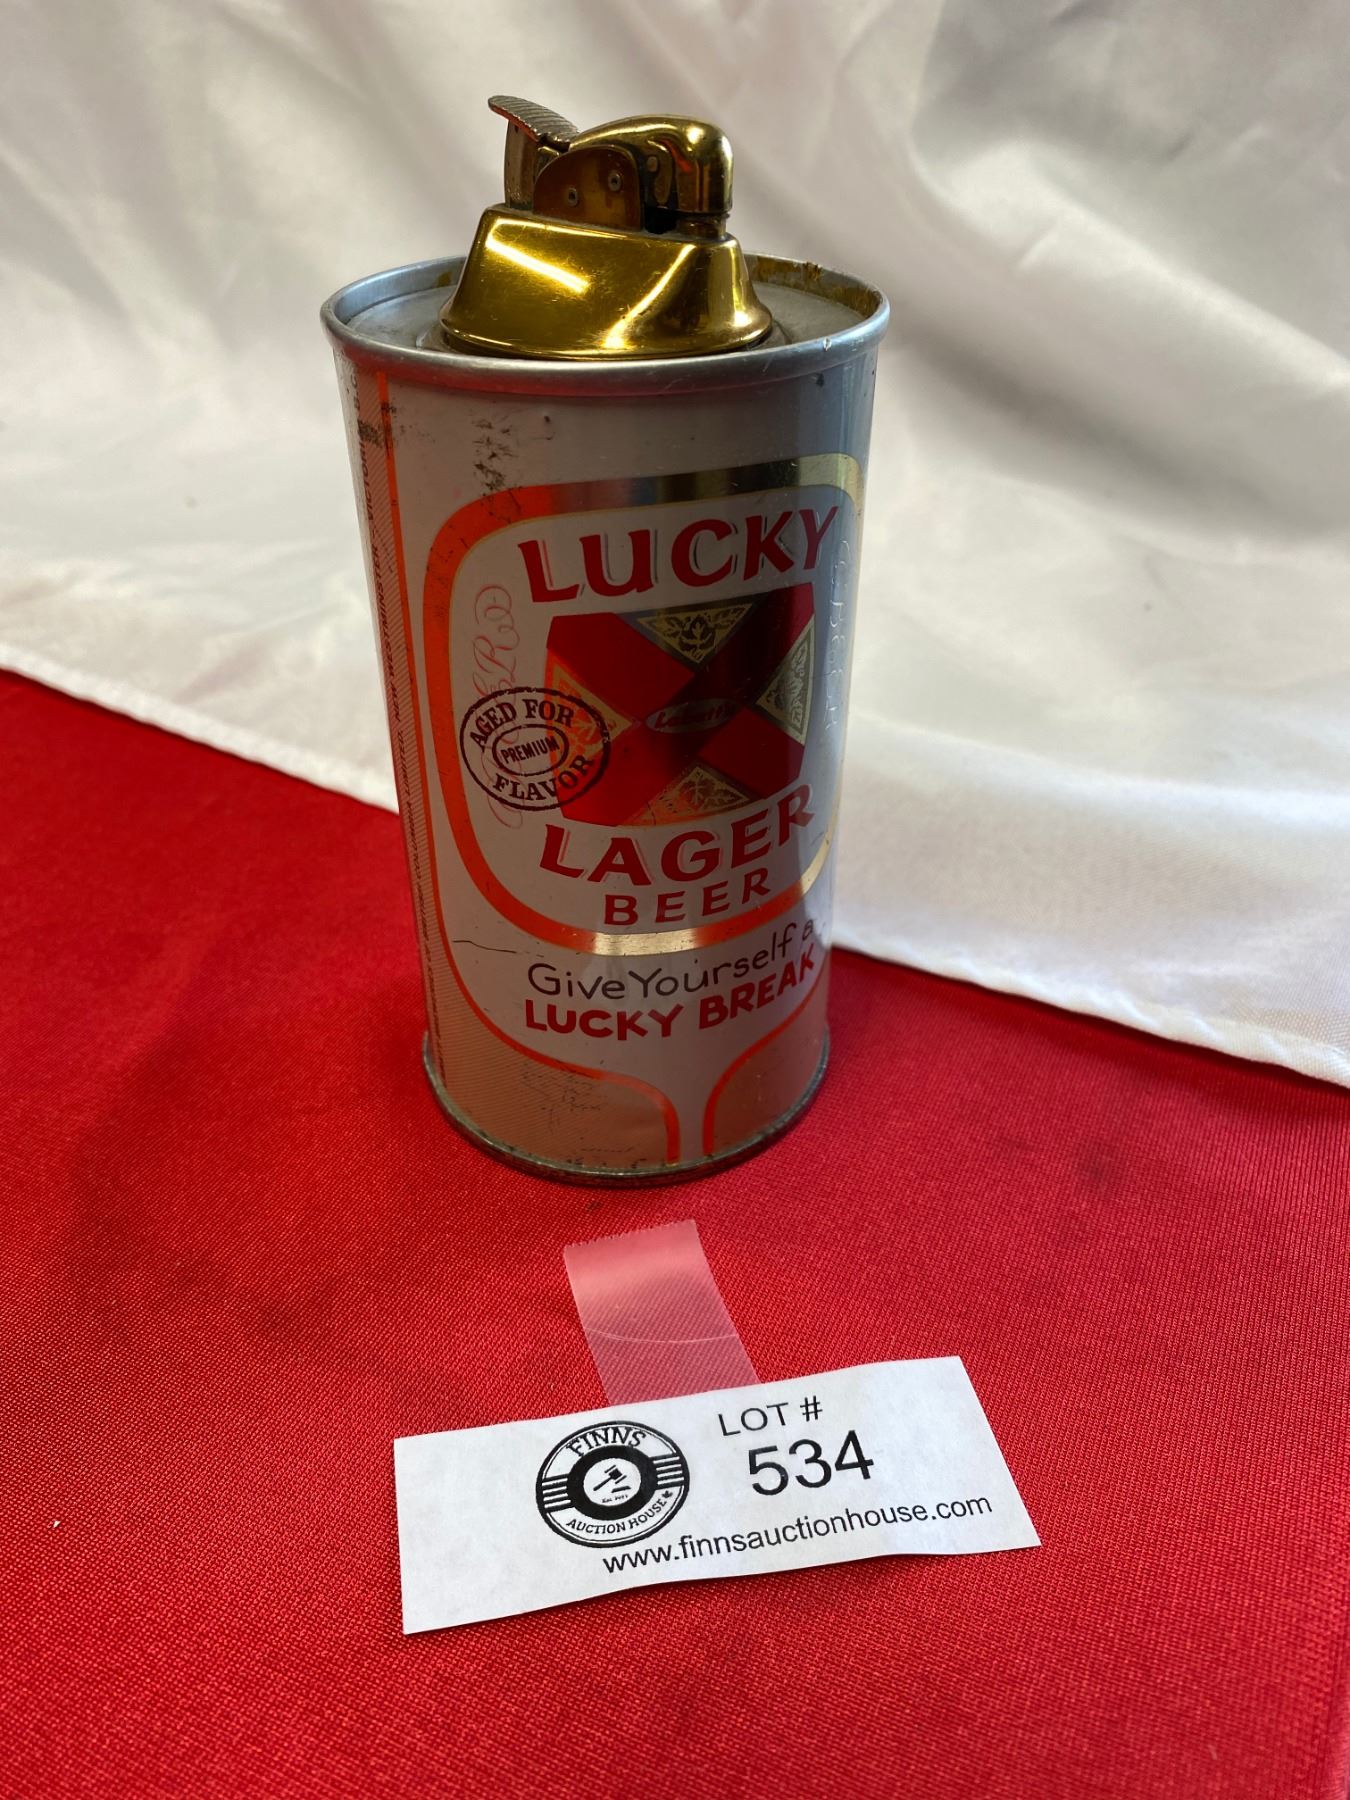 LUCKY
AGED FOR
PREMIUM
FLAVOR
Labatt's
LAGER
BEER
Give Yourself a
LUCKY BREAK
FINNS
AUCTION HOUSE
LOT #
534
www.finnsauctionhouse.com